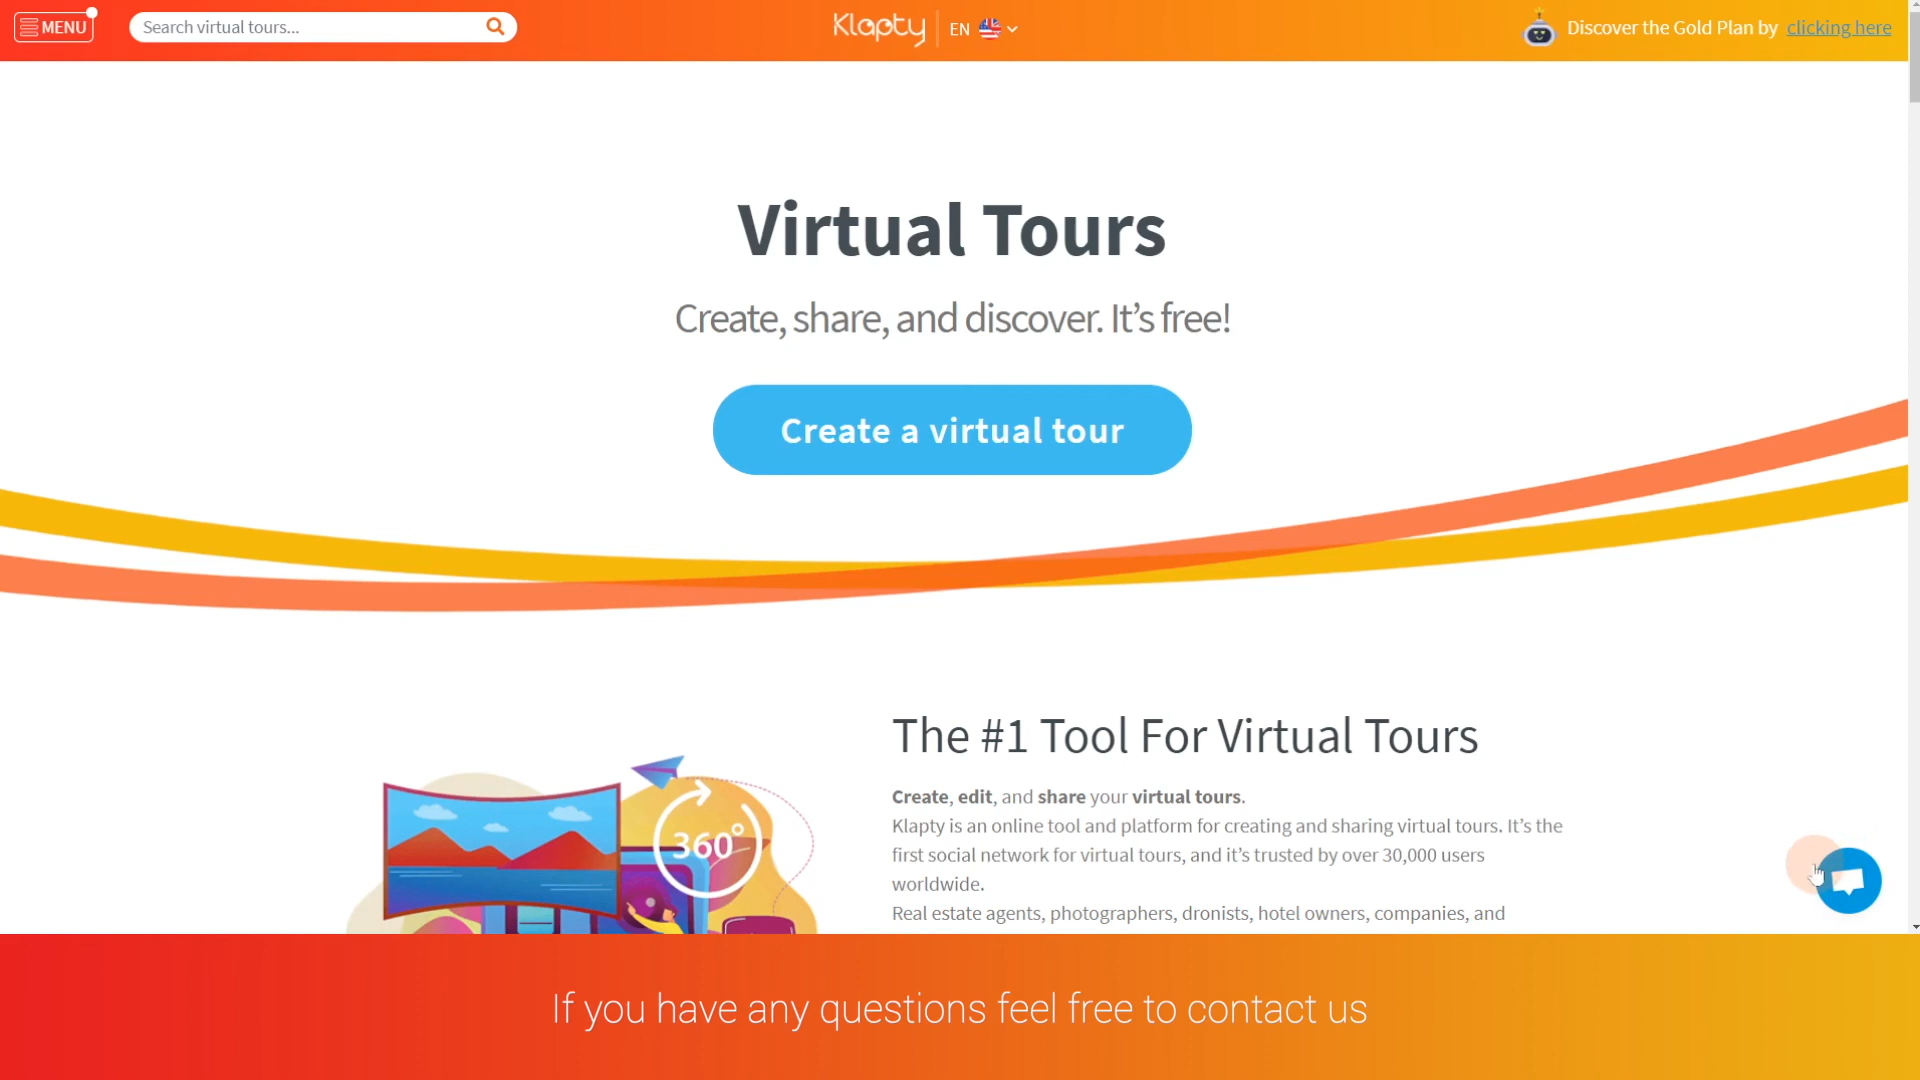 MENU
Search virtual tours...
Klapty
EN
Discover the Gold Plan by clicking here
Virtual Tours
Create, share, and discover. It's free!
Create a virtual tour
The #1 Tool For Virtual Tours
Create, edit, and share your virtual tours.
Klapty is an online tool and platform for creating and sharing virtual tours. It's the
first social network for virtual tours, and it's trusted by over 30,000 users
worldwide.
Real estate agents, photographers, dronists, hotel owners, companies, and
360°
If you have any questions feel free to contact us